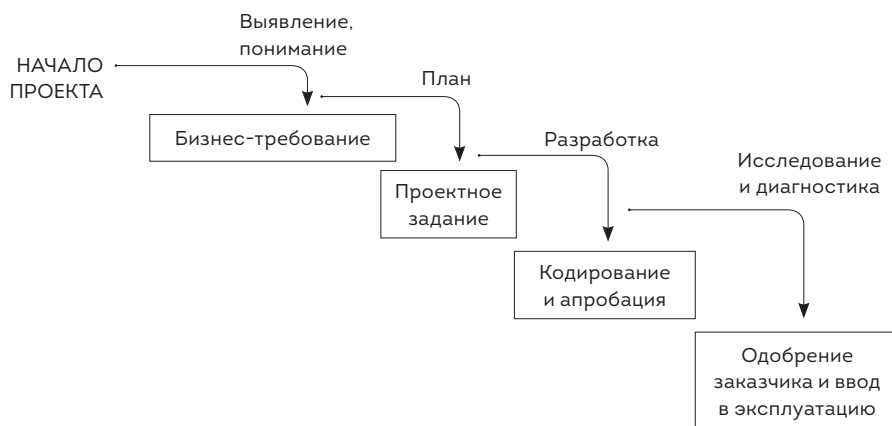 Выявление,
понимание
НАЧАЛО
ПРОЕКТА
План
Бизнес-требование
Разработка
Проектное
задание
Исследование
и диагностика
Кодирование
и апробация
Одобрение
заказчика и ввод
в эксплуатацию